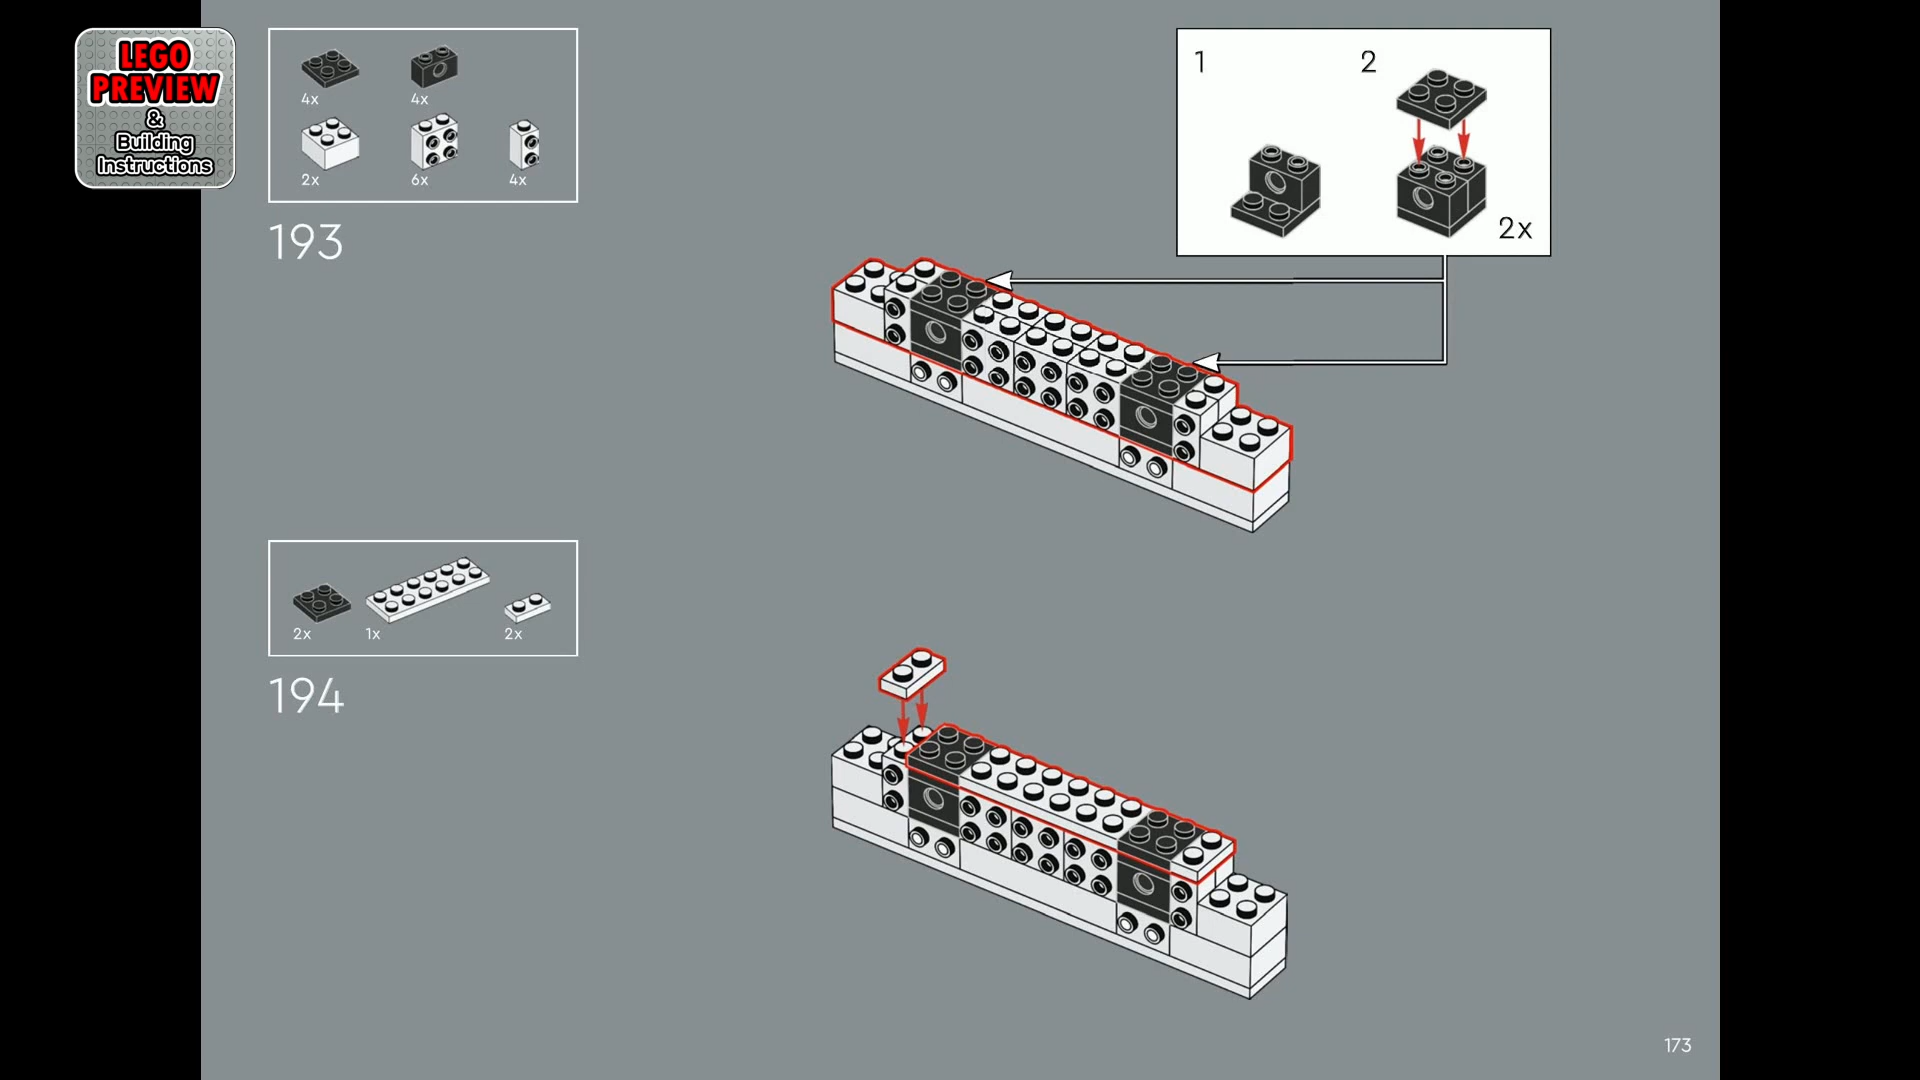 LEGO
PREVIEW
&
Building
Instructions
4x
4x
2x
6x
4x
193
1
2
2x
2x
1x
2x
194
173